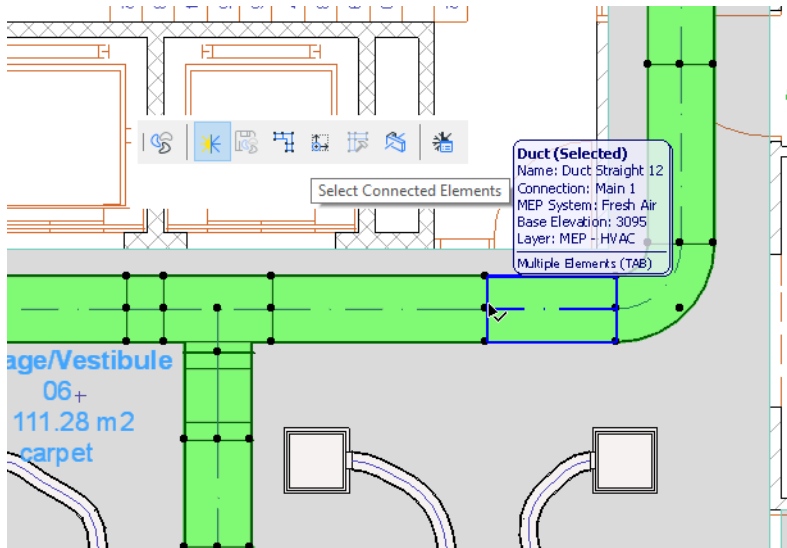 Duct (Selected)
Name: Duct Straight 12
Connection: Main 1
MEP System: Fresh Air
Base Elevation: 3095
Layer: MEP - HVAC
Multiple Elements (TAB)
Select Connected Elements
age/Vestibule
06
111.28 m2
carpet